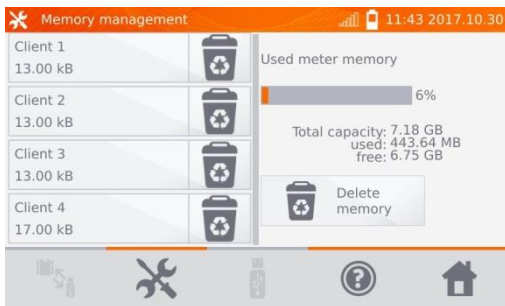 Memory management
11:43 2017.10.30
Client 1
13.00 kB
Client 2
13.00 kB
Client 3
13.00 kB
Client 4
17.00 kB
Used meter memory
6%
Total capacity: 7.18 GB
used: 443.64 MB
free: 6.75 GB
Delete
memory
?